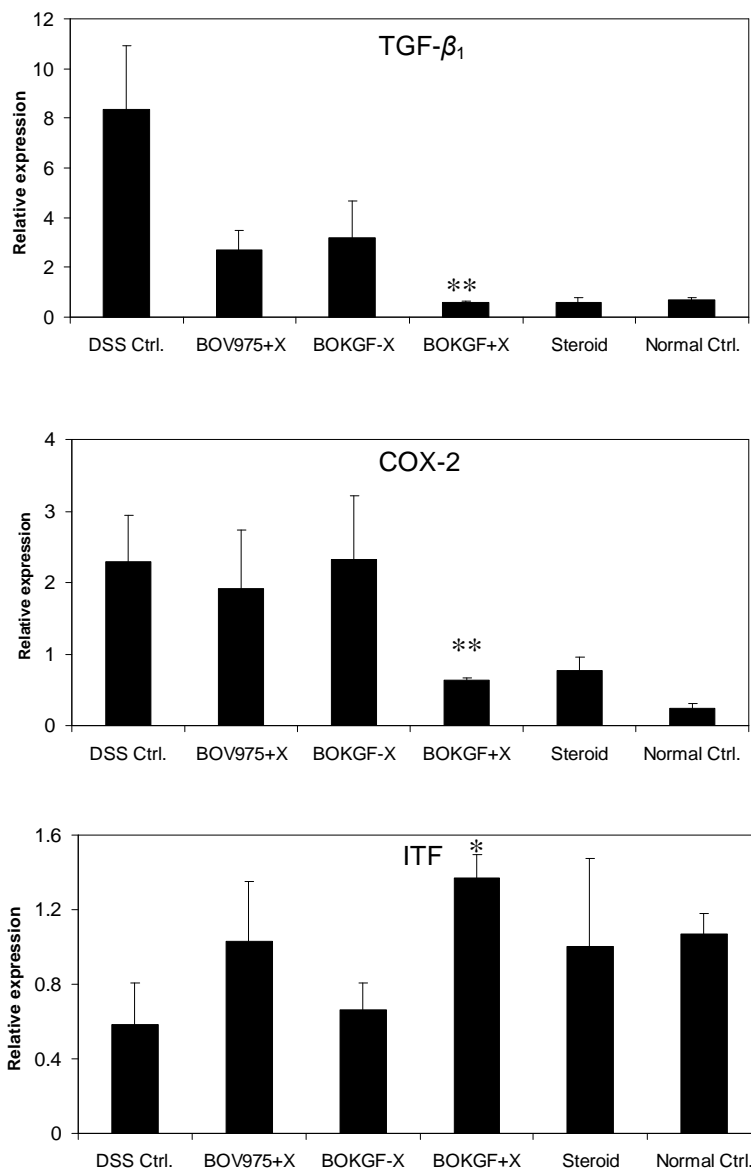 TGF-β₁
Relative expression
12
10
8
6
4
2
0
**
DSS Ctrl. BOV975+X BOKGF-X BOKGF+X Steroid Normal Ctrl.
COX-2
Relative expression
4
3
2
1
0
**
DSS Ctrl. BOV975+X BOKGF-X BOKGF+X Steroid Normal Ctrl.
ITF
Relative expression
1.6
1.2
0.8
0.4
0
*
DSS Ctrl. BOV975+X BOKGF-X BOKGF+X Steroid Normal Ctrl.